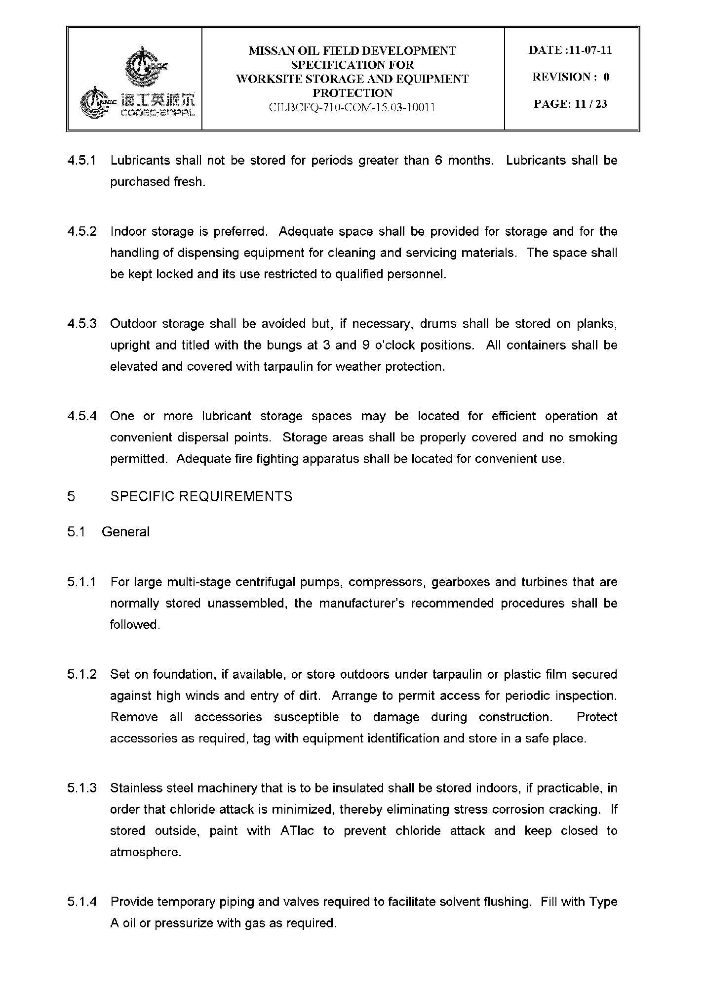 MISSAN OIL FIELD DEVELOPMENT
SPECIFICATION FOR
WORKSITE STORAGE AND EQUIPMENT
PROTECTION
CILBCFQ-710-COM-15.03-10011
DATE :11-07-11
REVISION : 0
PAGE: 11 / 23
海工英派尔
COOEC-ENPAL
4.5.1 Lubricants shall not be stored for periods greater than 6 months. Lubricants shall be
purchased fresh.
4.5.2 Indoor storage is preferred. Adequate space shall be provided for storage and for the
handling of dispensing equipment for cleaning and servicing materials. The space shall
be kept locked and its use restricted to qualified personnel.
4.5.3 Outdoor storage shall be avoided but, if necessary, drums shall be stored on planks,
upright and titled with the bungs at 3 and 9 o'clock positions. All containers shall be
elevated and covered with tarpaulin for weather protection.
4.5.4 One or more lubricant storage spaces may be located for efficient operation at
convenient dispersal points. Storage areas shall be properly covered and no smoking
permitted. Adequate fire fighting apparatus shall be located for convenient use.
5 SPECIFIC REQUIREMENTS
5.1 General
5.1.1 For large multi-stage centrifugal pumps, compressors, gearboxes and turbines that are
normally stored unassembled, the manufacturer’s recommended procedures shall be
followed.
5.1.2 Set on foundation, if available, or store outdoors under tarpaulin or plastic film secured
against high winds and entry of dirt. Arrange to permit access for periodic inspection.
Remove all accessories susceptible to damage during construction. Protect
accessories as required, tag with equipment identification and store in a safe place.
5.1.3 Stainless steel machinery that is to be insulated shall be stored indoors, if practicable, in
order that chloride attack is minimized, thereby eliminating stress corrosion cracking. If
stored outside, paint with ATlac to prevent chloride attack and keep closed to
atmosphere.
5.1.4 Provide temporary piping and valves required to facilitate solvent flushing. Fill with Type
A oil or pressurize with gas as required.